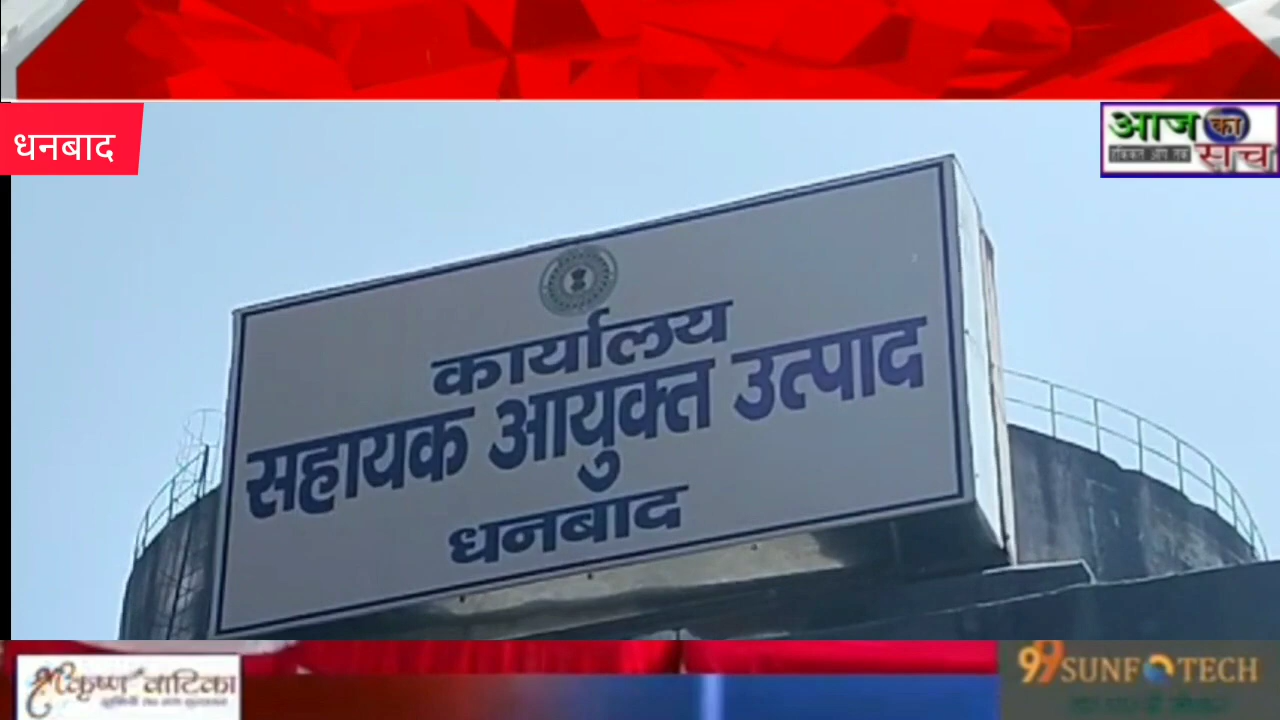 धनबाद
आज का
सच
कार्यालय
सहायक आयुक्त उत्पाद
धनबाद
श्रीकृष्ण वाटिका
99 SUNFOTECH